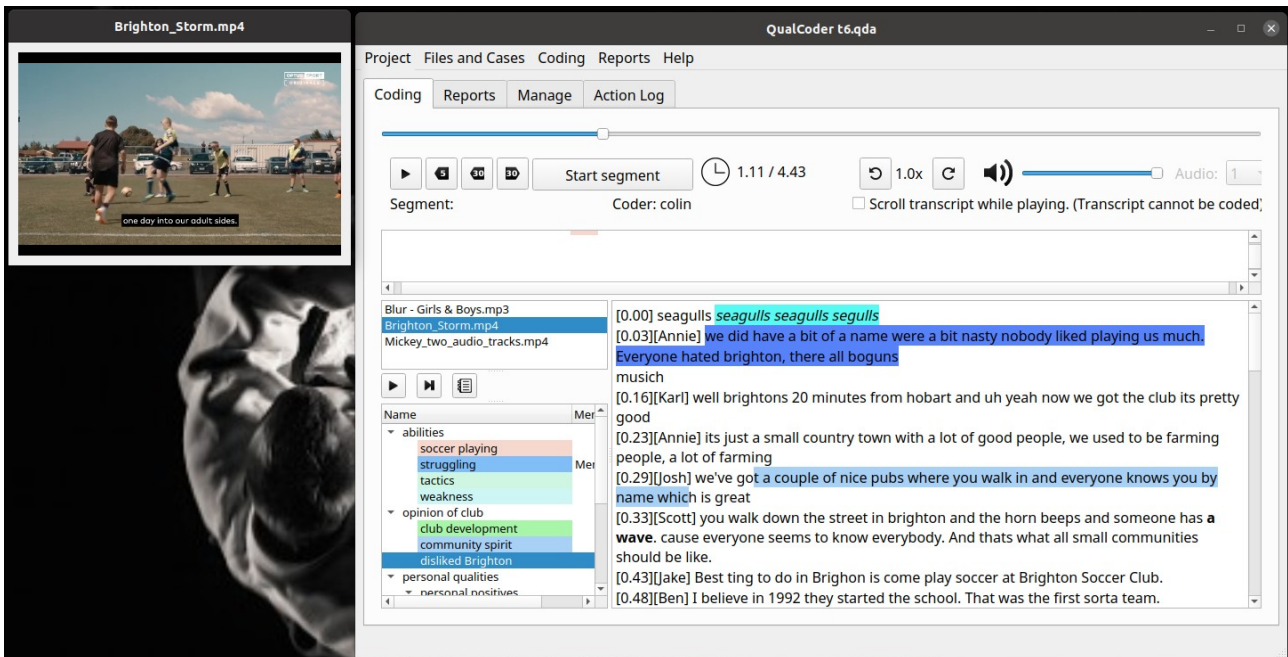 Brighton_Storm.mp4
one day into our adult sides.
QualCoder t6.qda
Project Files and Cases Coding Reports Help
Coding Reports Manage Action Log
5 30 30 Start segment 1.11 / 4.43 1.0x Audio: 1
Segment: Coder: colin Scroll transcript while playing. (Transcript cannot be coded)
Blur - Girls & Boys.mp3
Brighton_Storm.mp4
Mickey_two_audio_tracks.mp4
Name Mer
abilities
soccer playing
struggling Mer
tactics
weakness
opinion of club
club development
community spirit
disliked Brighton
personal qualities
personal positives
[0.00] seagulls seagulls seagulls segulls
[0.03][Annie] we did have a bit of a name were a bit nasty nobody liked playing us much.
Everyone hated brighton, there all boguns
musich
[0.16][Karl] well brightons 20 minutes from hobart and uh yeah now we got the club its pretty
good
[0.23][Annie] its just a small country town with a lot of good people, we used to be farming
people, a lot of farming
[0.29][Josh] we've got a couple of nice pubs where you walk in and everyone knows you by
name which is great
[0.33][Scott] you walk down the street in brighton and the horn beeps and someone has a
wave. cause everyone seems to know everybody. And thats what all small communities
should be like.
[0.43][Jake] Best ting to do in Brighon is come play soccer at Brighton Soccer Club.
[0.48][Ben] I believe in 1992 they started the school. That was the first sorta team.